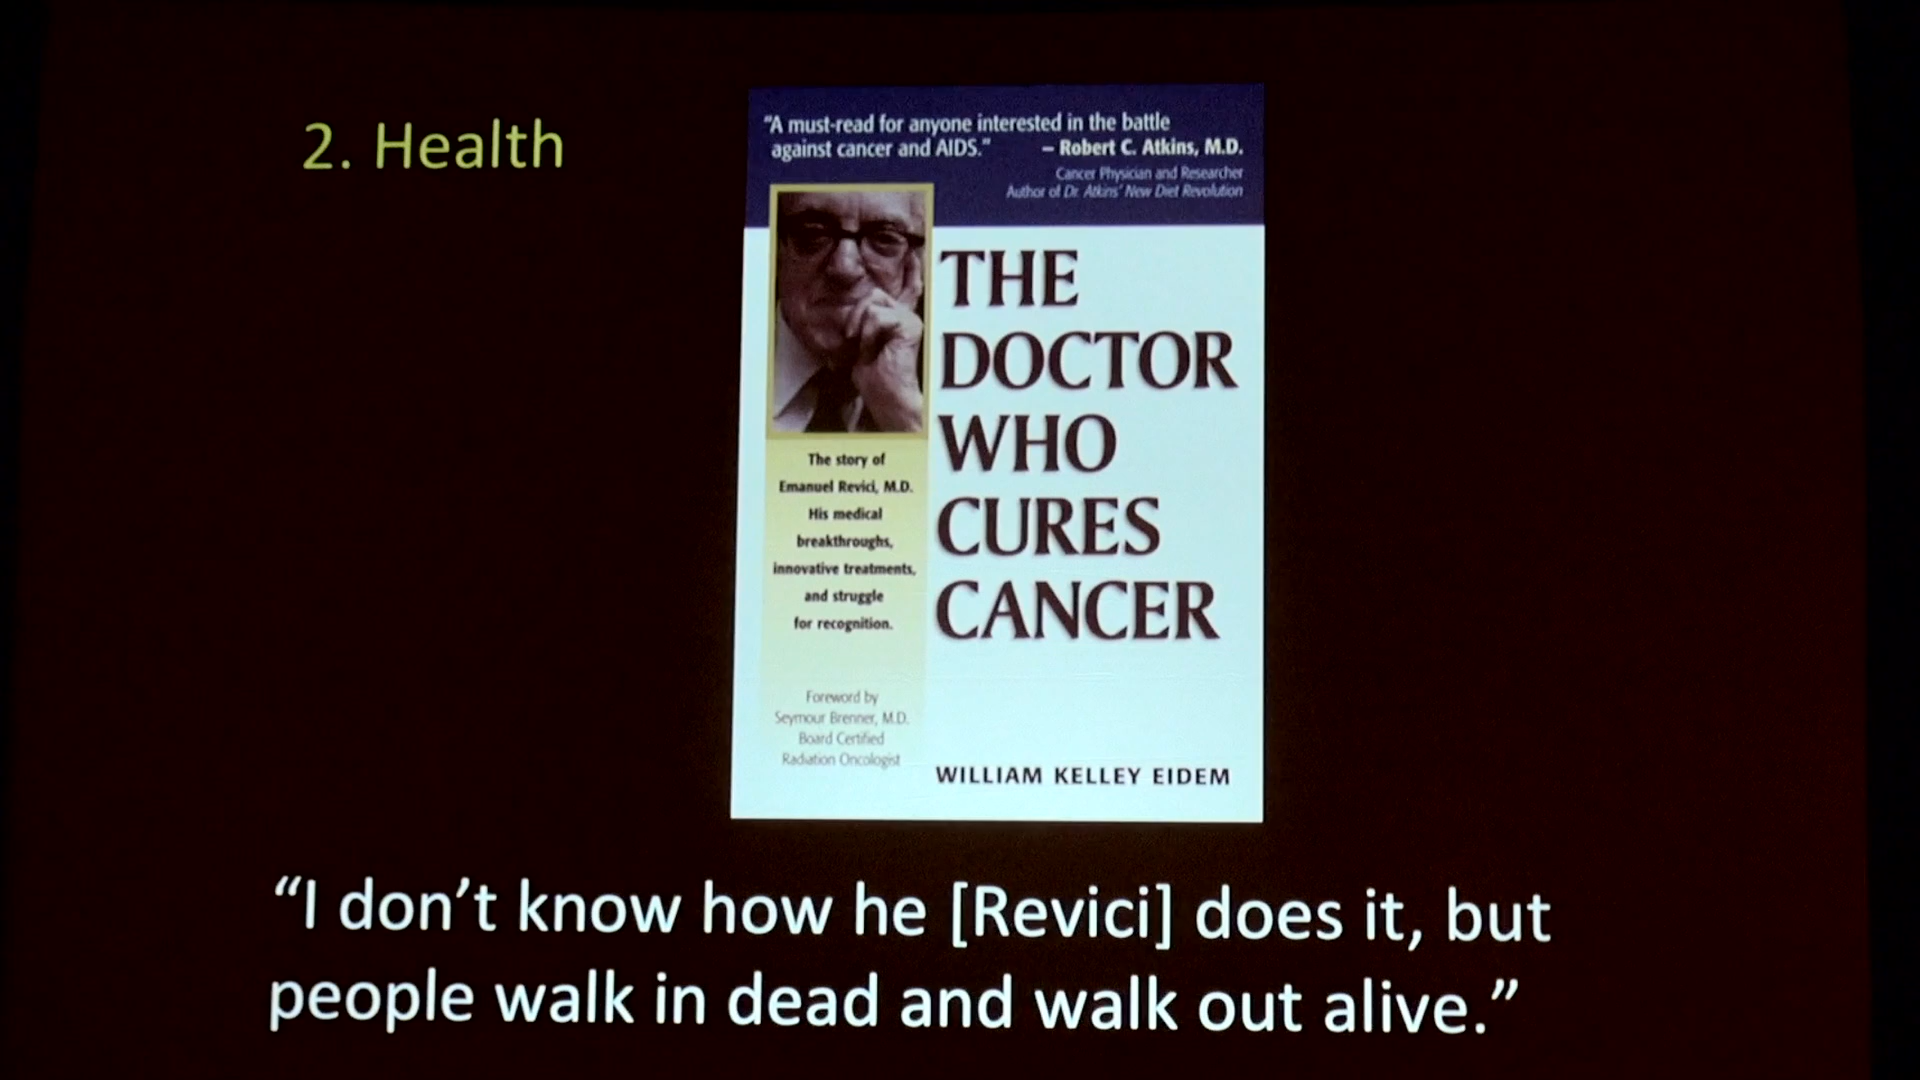 2. Health
"A must-read for anyone interested in the battle
against cancer and AIDS."
– Robert C. Atkins, M.D.
Cancer Physician and Researcher
Author of Dr. Atkins' New Diet Revolution
THE
DOCTOR
WHO
CURES
CANCER
The story of
Emanuel Revici, M.D.
His medical
breakthroughs,
innovative treatments,
and struggle
for recognition.
Foreword by
Seymour Brenner, M.D.
Board Certified
Radiation Oncologist
WILLIAM KELLEY EIDEM
“I don’t know how he [Revici] does it, but
people walk in dead and walk out alive.”